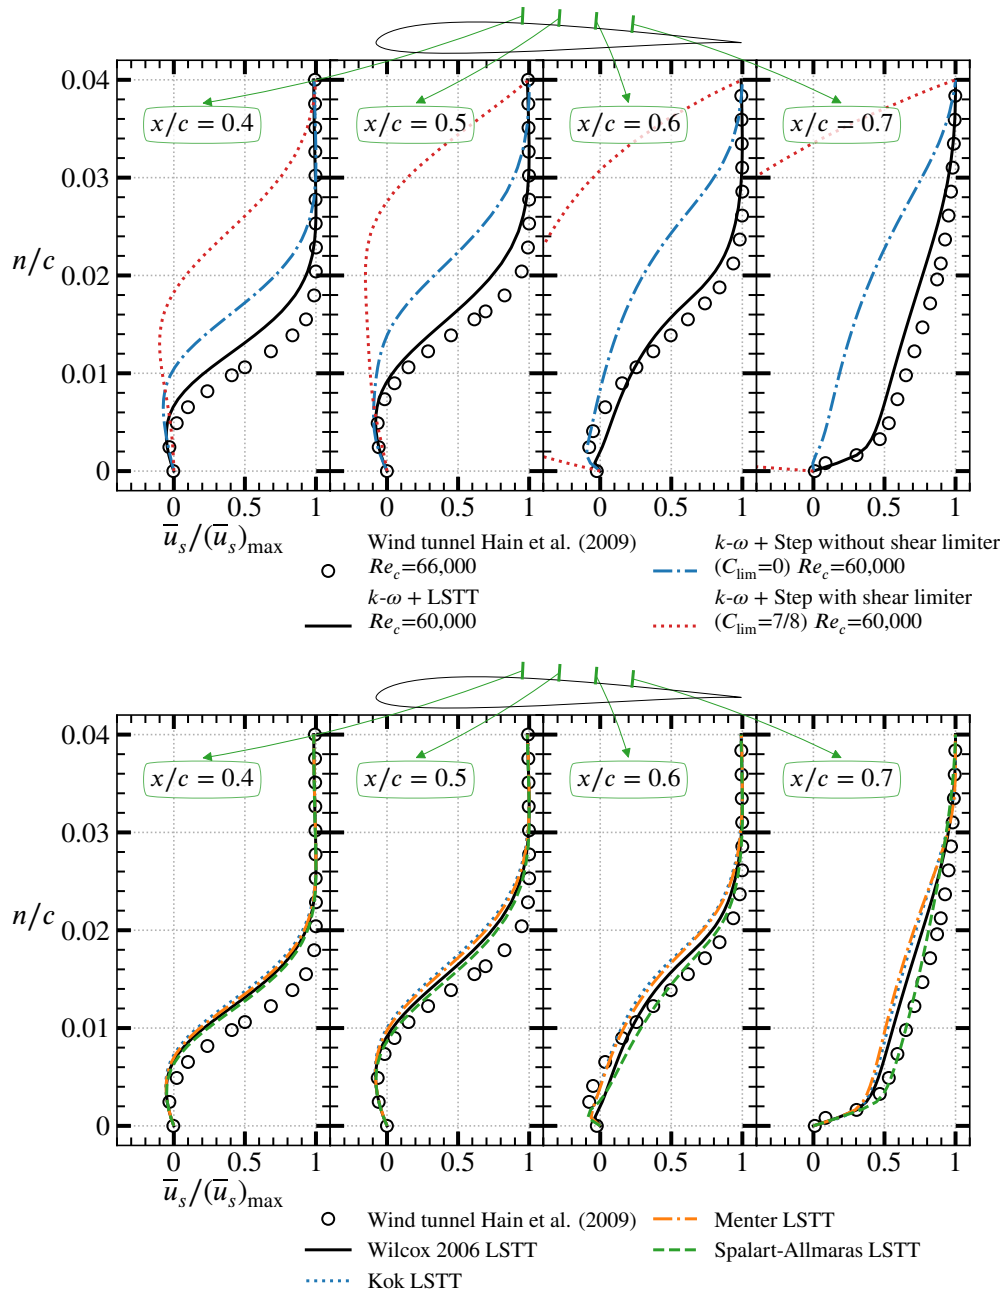 0.04
x/c = 0.4
x/c = 0.5
x/c = 0.6
x/c = 0.7
0.03
n/c
0.02
0.01
0
0 0.5 1 0 0.5 1 0 0.5 1 0 0.5 1
u̅ₛ/(u̅ₛ)max
Wind tunnel Hain et al. (2009)
Re_c=66,000
k-ω + LSTT
Re_c=60,000
k-ω + Step without shear limiter
(C_lim=0) Re_c=60,000
k-ω + Step with shear limiter
(C_lim=7/8) Re_c=60,000
0.04
x/c = 0.4
x/c = 0.5
x/c = 0.6
x/c = 0.7
0.03
n/c
0.02
0.01
0
0 0.5 1 0 0.5 1 0 0.5 1 0 0.5 1
u̅ₛ/(u̅ₛ)max
Wind tunnel Hain et al. (2009)
Wilcox 2006 LSTT
Kok LSTT
Menter LSTT
Spalart-Allmaras LSTT